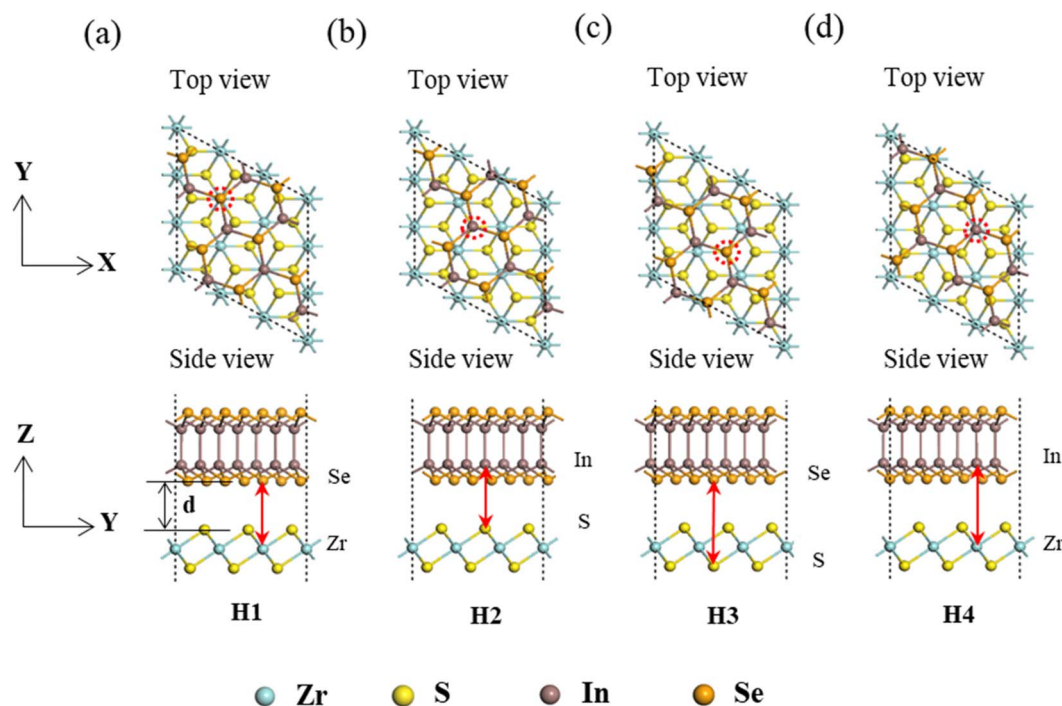 (a)
(b)
(c)
(d)
Top view
Top view
Top view
Top view
Y
X
Side view
Side view
Side view
Side view
Z
Y
d
Se
Zr
In
S
Se
S
In
Zr
H1
H2
H3
H4
Zr
S
In
Se